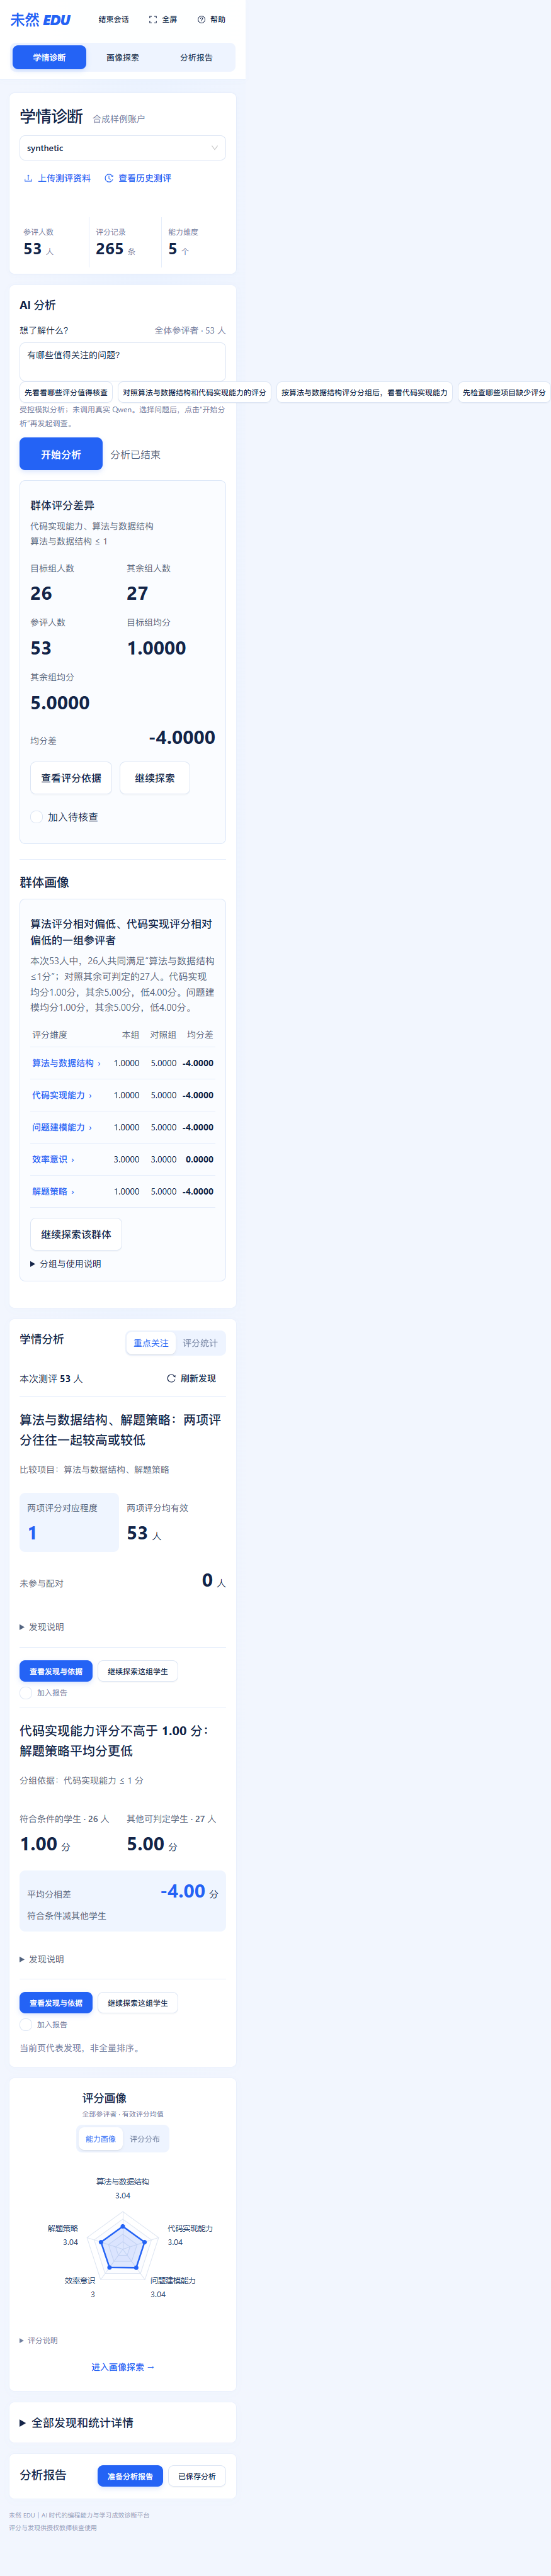 未然 EDU
结束会话 全屏 帮助
学情诊断 画像探索 分析报告
学情诊断 合成样例账户
synthetic
上传测评资料 查看历史测评
参评人数 评分记录 能力维度
53 人 265 条 5 个
AI 分析
想了解什么？ 全体参评者 · 53 人
有哪些值得关注的问题？
先看看哪些评分值得核查 对照算法与数据结构和代码实现能力的评分 按算法与数据结构评分分组后，看看代码实现能力 先检查哪些项目缺少评分
受控模拟分析；未调用真实 Qwen。选择问题后，点击“开始分
析”再发起调查。
开始分析 分析已结束
群体评分差异
代码实现能力、算法与数据结构
算法与数据结构 ≤ 1
目标组人数 其余组人数
26 27
参评人数 目标组均分
53 1.0000
其余组均分
5.0000
均分差 -4.0000
查看评分依据 继续探索
加入待核查
群体画像
算法评分相对偏低、代码实现评分相对
偏低的一组参评者
本次53人中，26人共同满足“算法与数据结构
≤1分”；对照其余可判定的27人。代码实现
均分1.00分，其余5.00分，低4.00分。问题建
模均分1.00分，其余5.00分，低4.00分。
评分维度 本组 对照组 均分差
算法与数据结构 › 1.0000 5.0000 -4.0000
代码实现能力 › 1.0000 5.0000 -4.0000
问题建模能力 › 1.0000 5.0000 -4.0000
效率意识 › 3.0000 3.0000 0.0000
解题策略 › 1.0000 5.0000 -4.0000
继续探索该群体
▶ 分组与使用说明
学情分析 重点关注 评分统计
本次测评 53 人 刷新发现
算法与数据结构、解题策略：两项评
分往往一起较高或较低
比较项目：算法与数据结构、解题策略
两项评分对应程度 两项评分均有效
1 53 人
未参与配对 0 人
▶ 发现说明
查看发现与依据 继续探索这组学生
加入报告
代码实现能力评分不高于 1.00 分：
解题策略平均分更低
分组依据：代码实现能力 ≤ 1 分
符合条件的学生 · 26 人 其他可判定学生 · 27 人
1.00 分 5.00 分
平均分相差 -4.00 分
符合条件减其他学生
▶ 发现说明
查看发现与依据 继续探索这组学生
加入报告
当前页代表发现，非全量排序。
评分画像
全部参评者 · 有效评分均值
能力画像 评分分布
算法与数据结构
3.04
解题策略 代码实现能力
3.04 3.04
效率意识 问题建模能力
3 3.04
▶ 评分说明
进入画像探索 →
▶ 全部发现和统计详情
分析报告 准备分析报告 已保存分析
未然 EDU | AI 时代的编程能力与学习成效诊断平台
评分与发现供授权教师核查使用